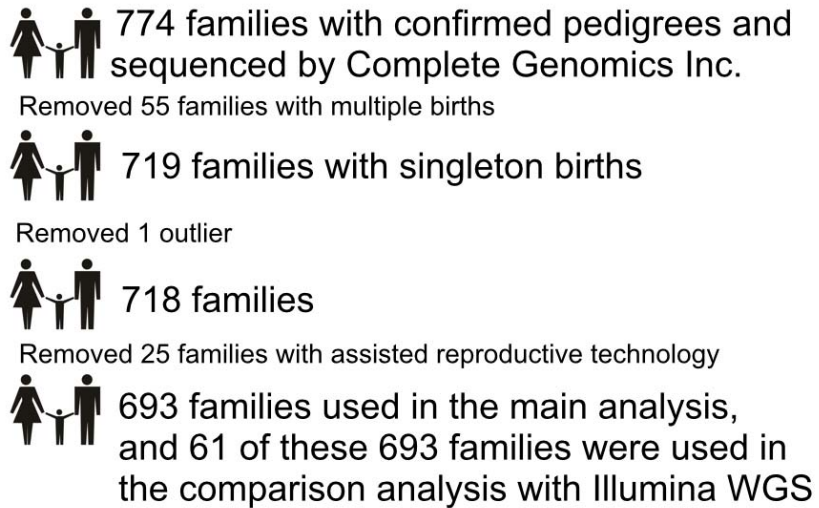 774 families with confirmed pedigrees and
sequenced by Complete Genomics Inc.
Removed 55 families with multiple births
719 families with singleton births
Removed 1 outlier
718 families
Removed 25 families with assisted reproductive technology
693 families used in the main analysis,
and 61 of these 693 families were used in
the comparison analysis with Illumina WGS